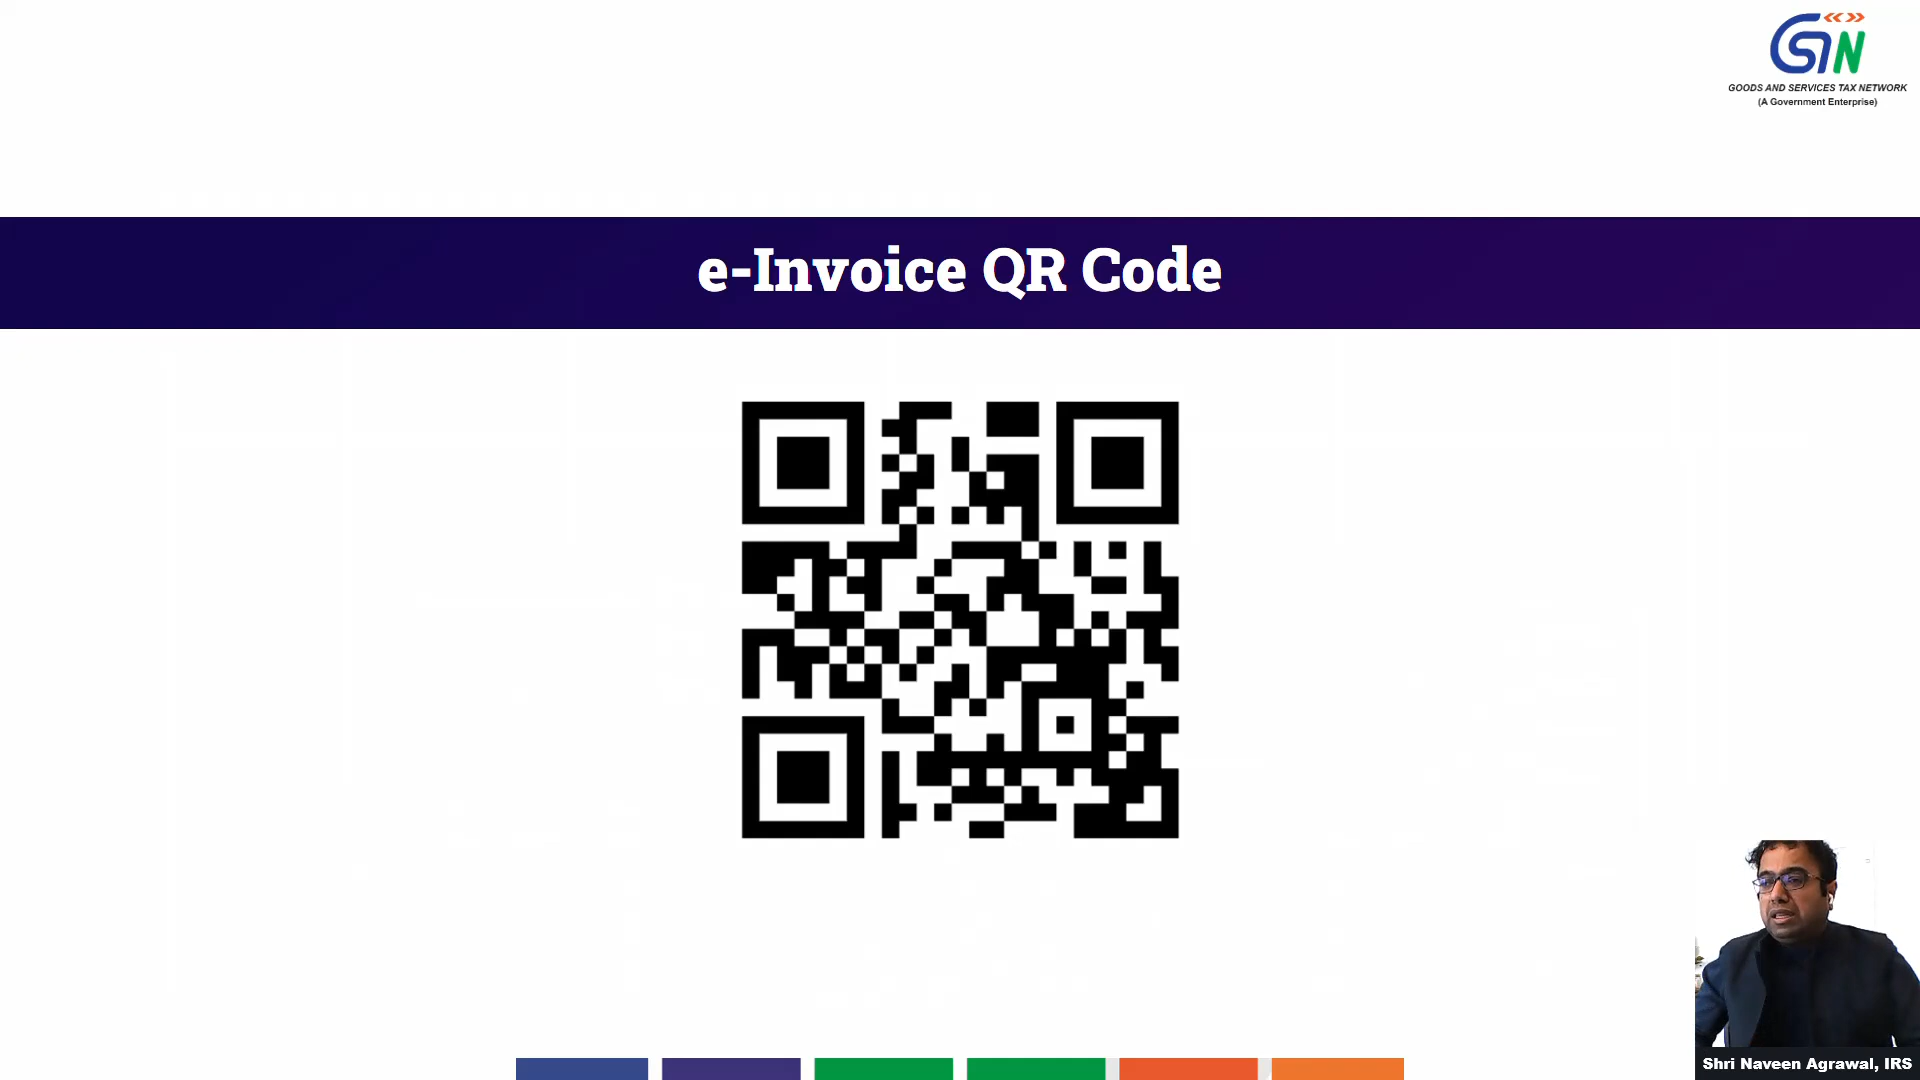 GSTN
GOODS AND SERVICES TAX NETWORK
(A Government Enterprise)
e-Invoice QR Code
Shri Naveen Agrawal, IRS